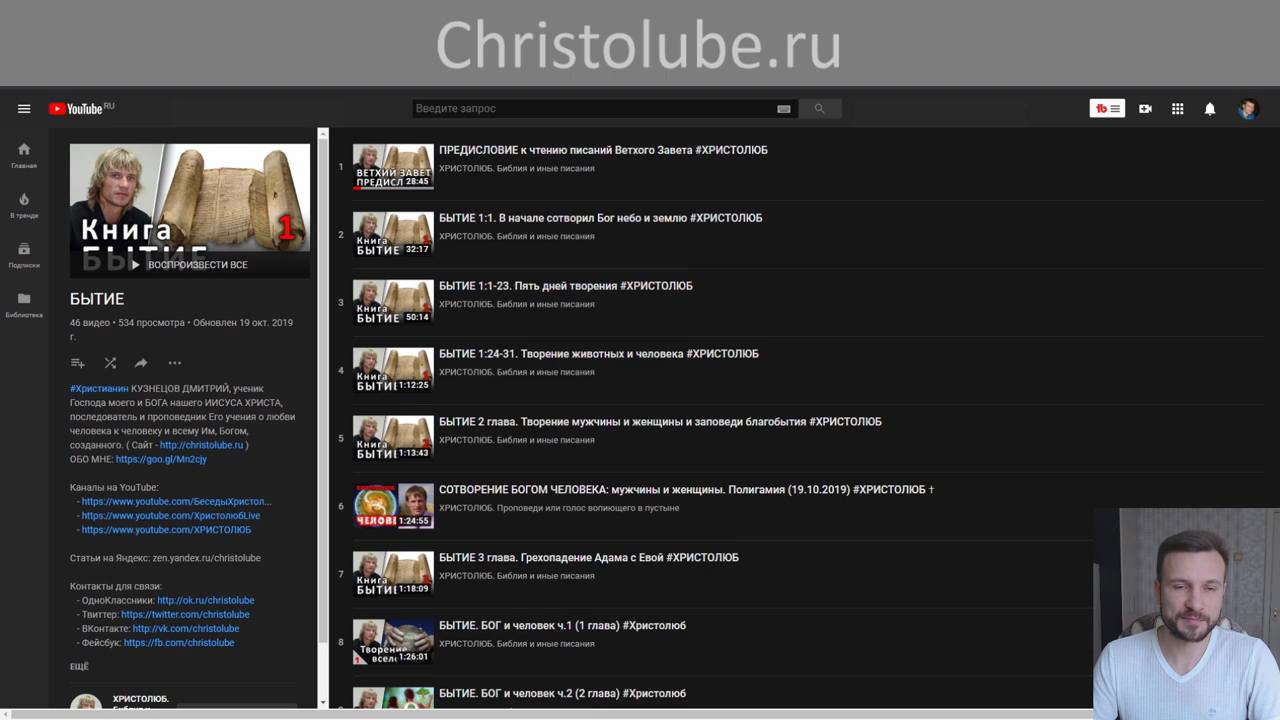 Christolube.ru
YouTube RU
Введите запрос
Главная
В тренде
Подписки
Библиотека
Книга
БЫТИЕ
1
ВОСПРОИЗВЕСТИ ВСЕ
БЫТИЕ
46 видео • 534 просмотра • Обновлен 19 окт. 2019
г.
#Христианин КУЗНЕЦОВ ДМИТРИЙ, ученик
Господа моего и БОГА нашего ИИСУСА ХРИСТА,
последователь и проповедник Его учения о любви
человека к человеку и всему Им, Богом,
созданного. ( Сайт - http://christolube.ru )
ОБО МНЕ: https://goo.gl/Mn2cjy
Каналы на YouTube:
- https://www.youtube.com/БеседыХристол...
- https://www.youtube.com/ХристолюбLive
- https://www.youtube.com/ХРИСТОЛЮБ
Статьи на Яндекс: zen.yandex.ru/christolube
Контакты для связи:
- ОдноКлассники: http://ok.ru/christolube
- Твиттер: https://twitter.com/christolube
- ВКонтакте: http://vk.com/christolube
- Фейсбук: https://fb.com/christolube
ЕЩЁ
ХРИСТОЛЮБ.
1
ВЕТХИЙ ЗАВЕТ
ПРЕДИСЛ 28:45
ПРЕДИСЛОВИЕ к чтению писаний Ветхого Завета #ХРИСТОЛЮБ
ХРИСТОЛЮБ. Библия и иные писания
2
Книга
БЫТИЕ 32:17
БЫТИЕ 1:1. В начале сотворил Бог небо и землю #ХРИСТОЛЮБ
ХРИСТОЛЮБ. Библия и иные писания
3
Книга
БЫТИЕ 50:14
БЫТИЕ 1:1-23. Пять дней творения #ХРИСТОЛЮБ
ХРИСТОЛЮБ. Библия и иные писания
4
Книга
БЫТИЕ 1:12:25
БЫТИЕ 1:24-31. Творение животных и человека #ХРИСТОЛЮБ
ХРИСТОЛЮБ. Библия и иные писания
5
Книга
БЫТИЕ 1:13:43
БЫТИЕ 2 глава. Творение мужчины и женщины и заповеди благобытия #ХРИСТОЛЮБ
ХРИСТОЛЮБ. Библия и иные писания
6
ЧЕЛОВЕ 1:24:55
СОТВОРЕНИЕ БОГОМ ЧЕЛОВЕКА: мужчины и женщины. Полигамия (19.10.2019) #ХРИСТОЛЮБ †
ХРИСТОЛЮБ. Проповеди или голос вопиющего в пустыне
7
Книга
БЫТИЕ 1:18:09
БЫТИЕ 3 глава. Грехопадение Адама с Евой #ХРИСТОЛЮБ
ХРИСТОЛЮБ. Библия и иные писания
8
Творение
1 всел 1:26:01
БЫТИЕ. БОГ и человек ч.1 (1 глава) #Христолюб
ХРИСТОЛЮБ. Библия и иные писания
БЫТИЕ. БОГ и человек ч.2 (2 глава) #Христолюб